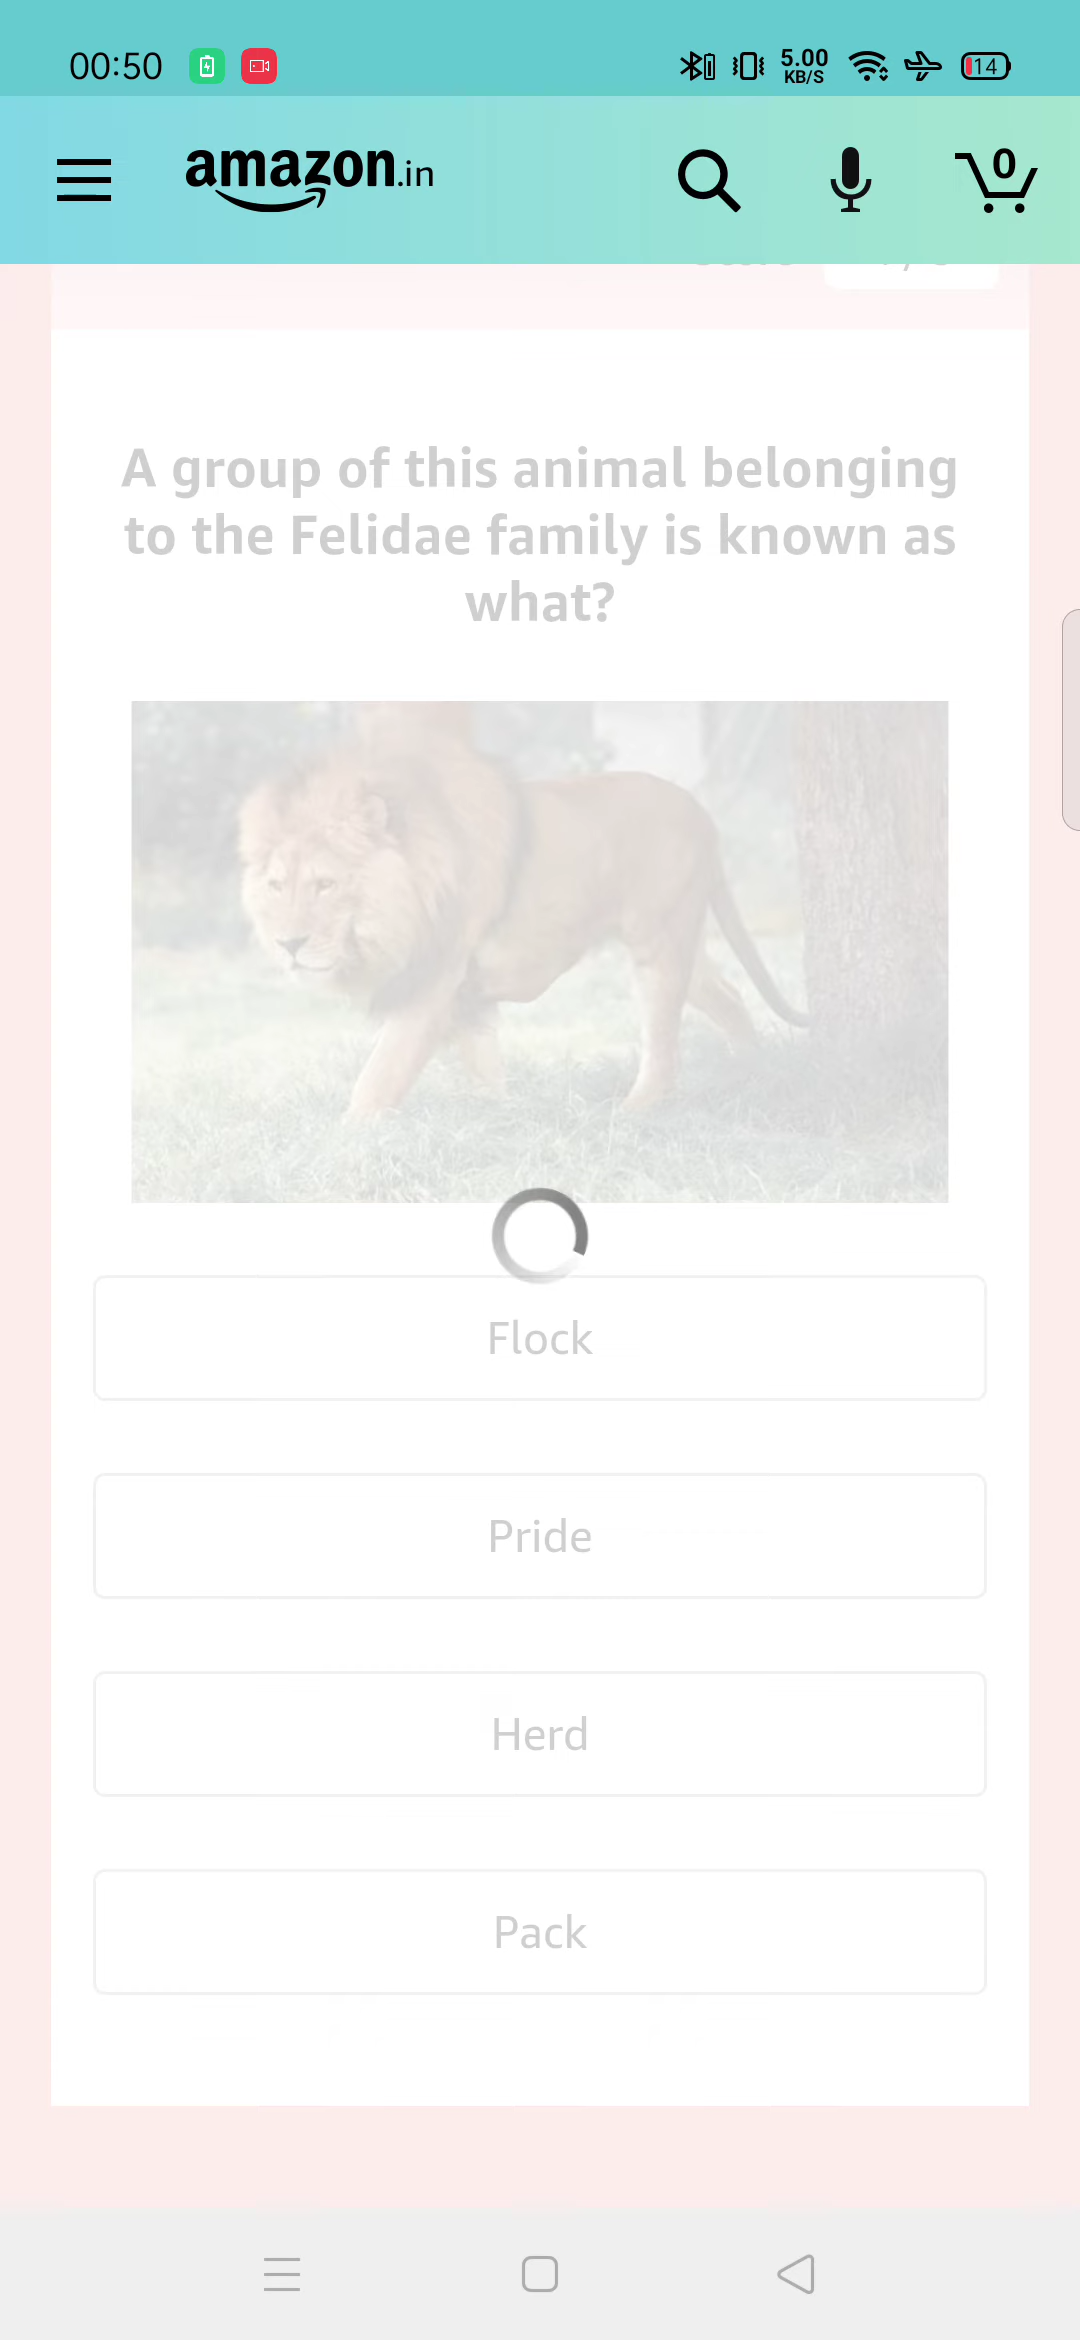 00:50
5.00
KB/S
14
amazon.in
0
A group of this animal belonging
to the Felidae family is known as
what?
Flock
Pride
Herd
Pack